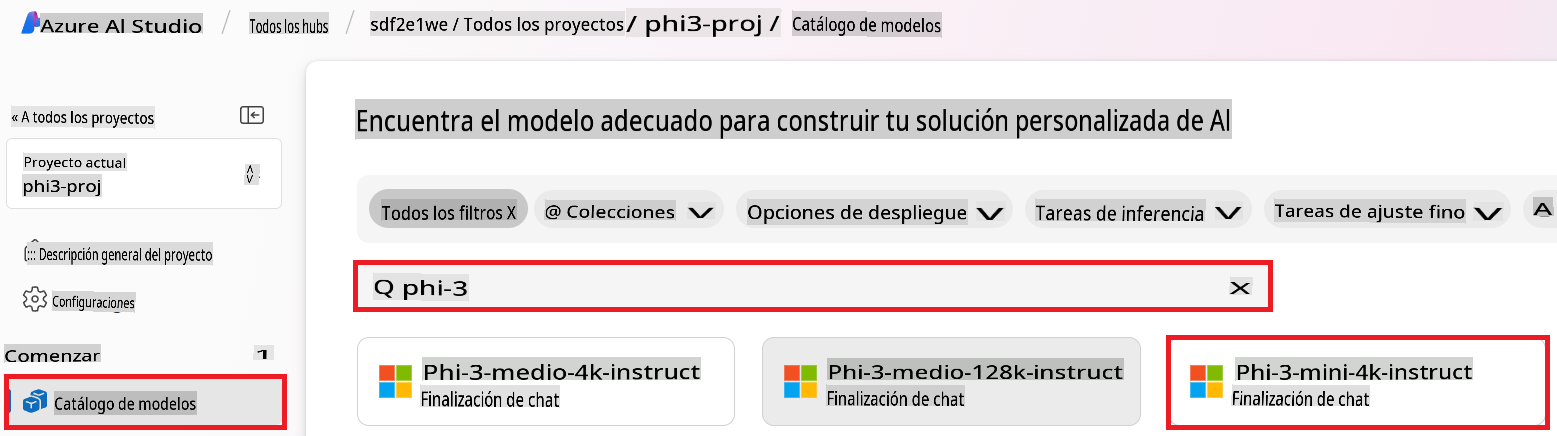 Azure AI Studio / Todos los hubs / sdf2e1we / Todos los proyectos / phi3-proj / Catálogo de modelos
« A todos los proyectos
Proyecto actual
phi3-proj
Descripción general del proyecto
Configuraciones
Comenzar 1
Catálogo de modelos
Encuentra el modelo adecuado para construir tu solución personalizada de AI
Todos los filtros X @ Colecciones Opciones de despliegue Tareas de inferencia Tareas de ajuste fino A
Q phi-3 X
Phi-3-medio-4k-instruct
Finalización de chat
Phi-3-medio-128k-instruct
Finalización de chat
Phi-3-mini-4k-instruct
Finalización de chat